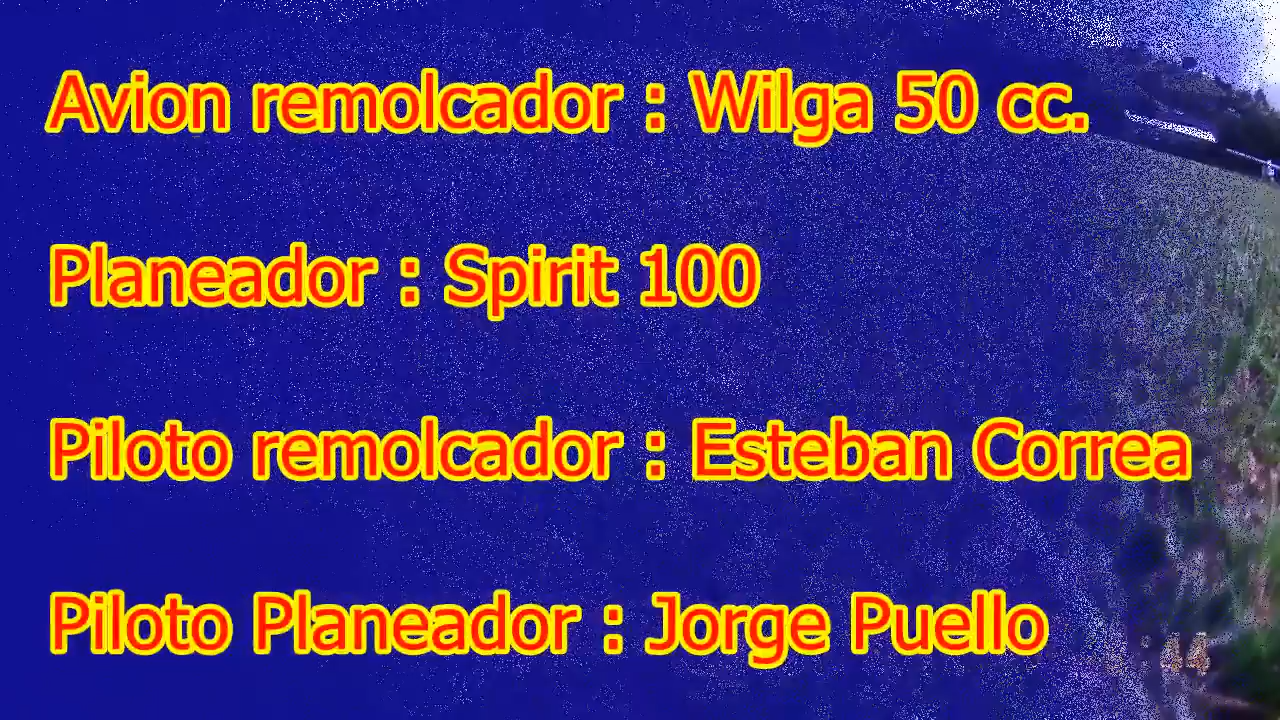 Avion remolcador : Wilga 50 cc.
Planeador : Spirit 100
Piloto remolcador : Esteban Correa
Piloto Planeador : Jorge Puello